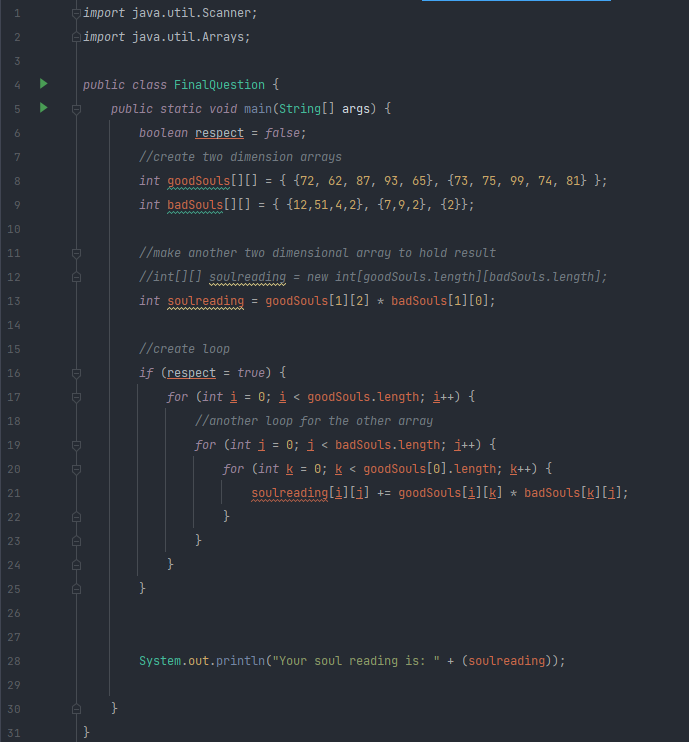 1 import java.util.Scanner;
2 import java.util.Arrays;
3
4 public class FinalQuestion {
5 public static void main(String[] args) {
6 boolean respect = false;
7 //create two dimension arrays
8 int goodSouls[][] = { {72, 62, 87, 93, 65}, {73, 75, 99, 74, 81} };
9 int badSouls[][] = { {12,51,4,2}, {7,9,2}, {2}};
10
11 //make another two dimensional array to hold result
12 //int[][] soulreading = new int[goodSouls.length][badSouls.length];
13 int soulreading = goodSouls[1][2] * badSouls[1][0];
14
15 //create loop
16 if (respect = true) {
17 for (int i = 0; i < goodSouls.length; i++) {
18 //another loop for the other array
19 for (int j = 0; j < badSouls.length; j++) {
20 for (int k = 0; k < goodSouls[0].length; k++) {
21 soulreading[i][j] += goodSouls[i][k] * badSouls[k][j];
22 }
23 }
24 }
25 }
26
27
28 System.out.println("Your soul reading is: " + (soulreading));
29
30 }
31 }